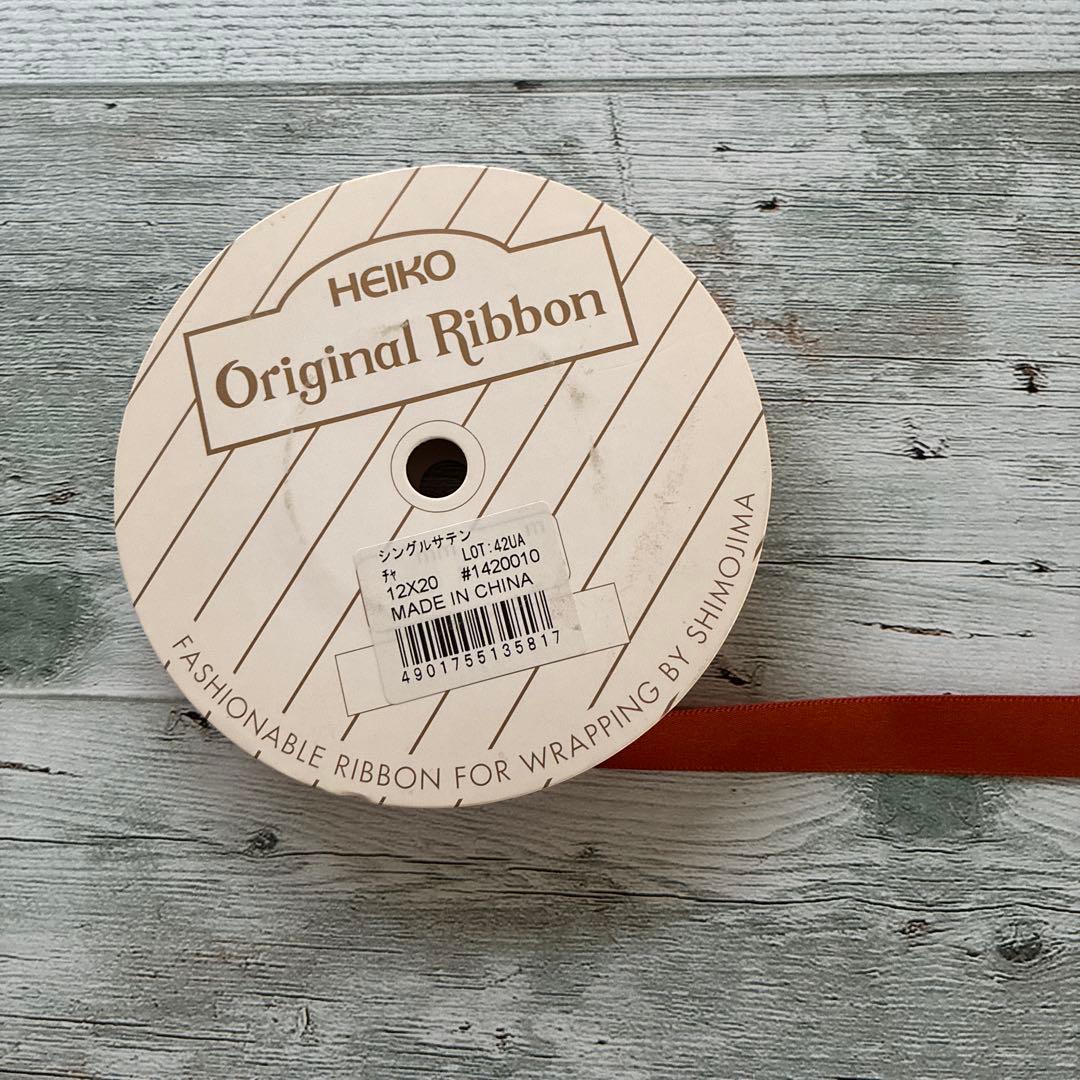 HEIKO
Original Ribbon
シングルサテン
LOT:42UA
チャ
12X20 #1420010
MADE IN CHINA
4901755135817
FASHIONABLE RIBBON FOR WRAPPING BY SHIMOJIMA